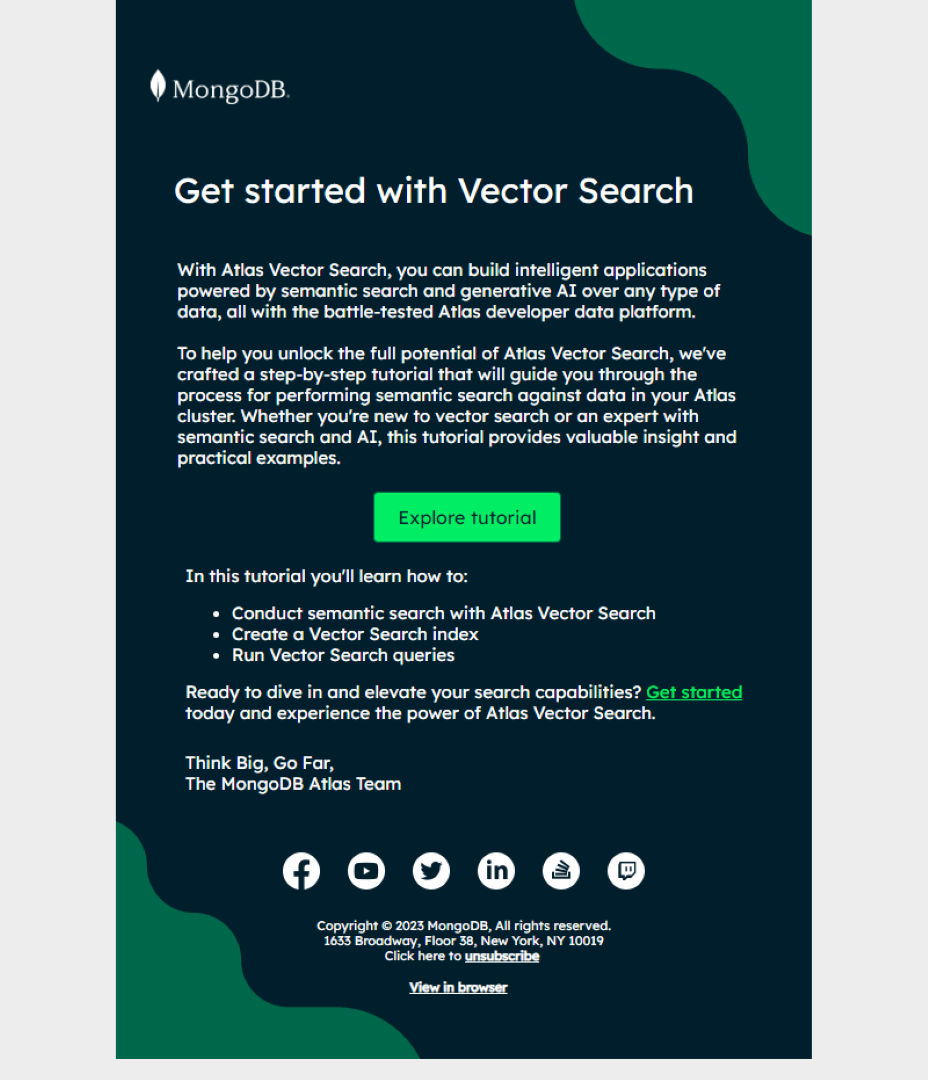 MongoDB.
Get started with Vector Search
With Atlas Vector Search, you can build intelligent applications
powered by semantic search and generative AI over any type of
data, all with the battle-tested Atlas developer data platform.
To help you unlock the full potential of Atlas Vector Search, we've
crafted a step-by-step tutorial that will guide you through the
process for performing semantic search against data in your Atlas
cluster. Whether you're new to vector search or an expert with
semantic search and AI, this tutorial provides valuable insight and
practical examples.
Explore tutorial
In this tutorial you'll learn how to:
• Conduct semantic search with Atlas Vector Search
• Create a Vector Search index
• Run Vector Search queries
Ready to dive in and elevate your search capabilities? Get started
today and experience the power of Atlas Vector Search.
Think Big, Go Far,
The MongoDB Atlas Team
Copyright © 2023 MongoDB, All rights reserved.
1633 Broadway, Floor 38, New York, NY 10019
Click here to unsubscribe
View in browser